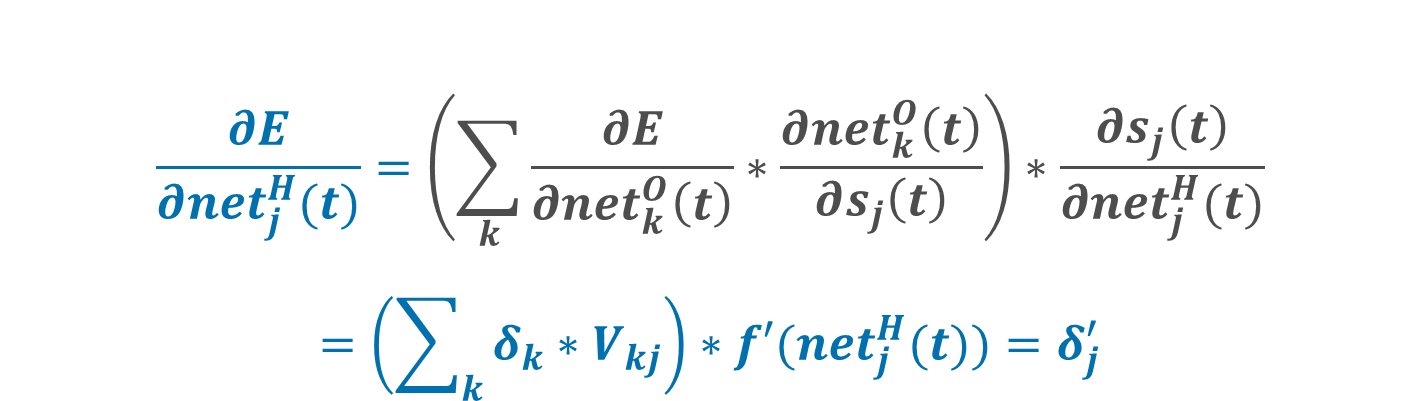 ∂E/∂net_j^H(t) = (∑_k ∂E/∂net_k^O(t) * ∂net_k^O(t)/∂s_j(t)) * ∂s_j(t)/∂net_j^H(t)
= (∑_k δ_k * V_kj) * f′(net_j^H(t)) = δ′_j